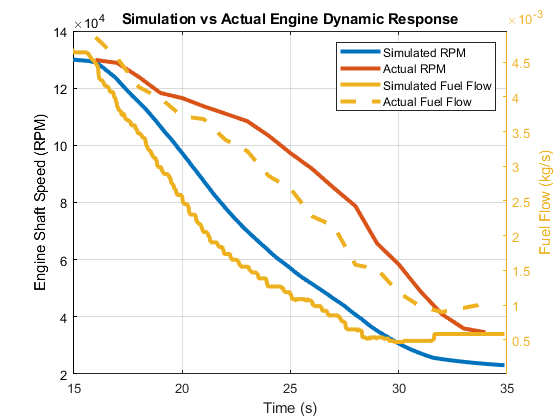 Simulation vs Actual Engine Dynamic Response
×10⁴
×10⁻³
14
12
10
8
6
4
2
Engine Shaft Speed (RPM)
Simulated RPM
Actual RPM
Simulated Fuel Flow
Actual Fuel Flow
4.5
4
3.5
3
2.5
2
1.5
1
0.5
Fuel Flow (kg/s)
15 20 25 30 35
Time (s)